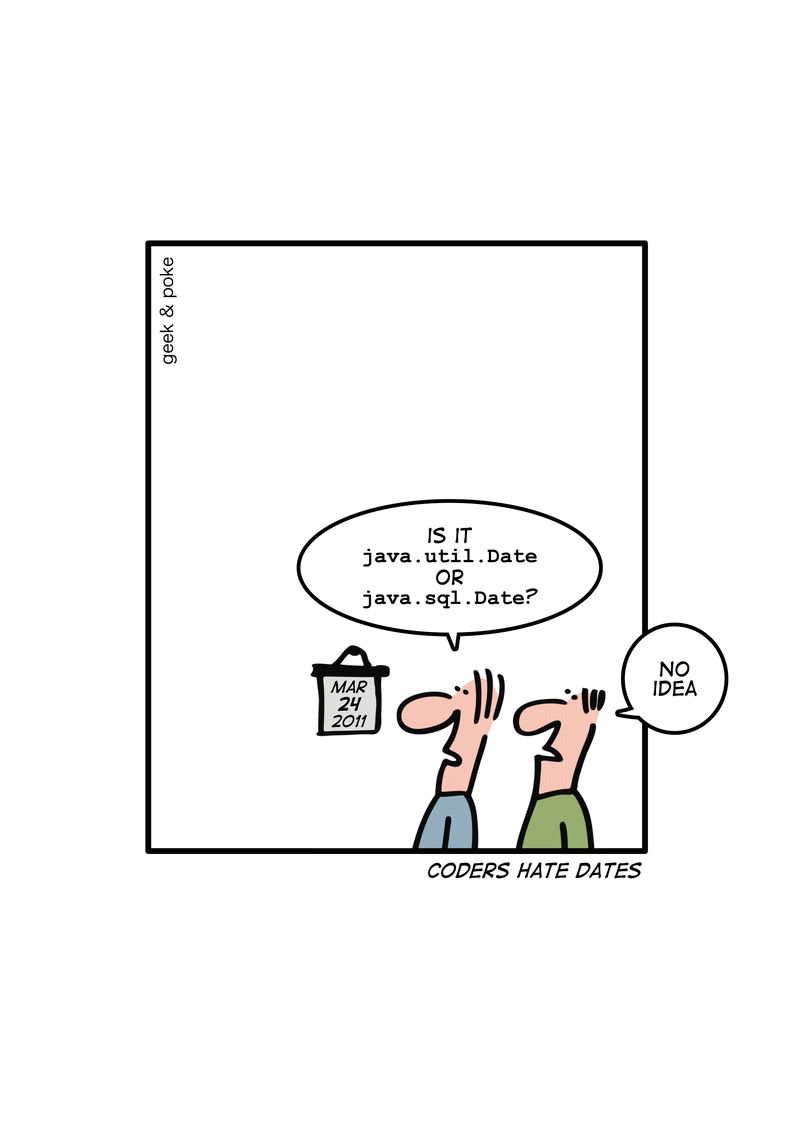 geek & poke
IS IT
java.util.Date
OR
java.sql.Date?
NO
IDEA
MAR
24
2011
CODERS HATE DATES